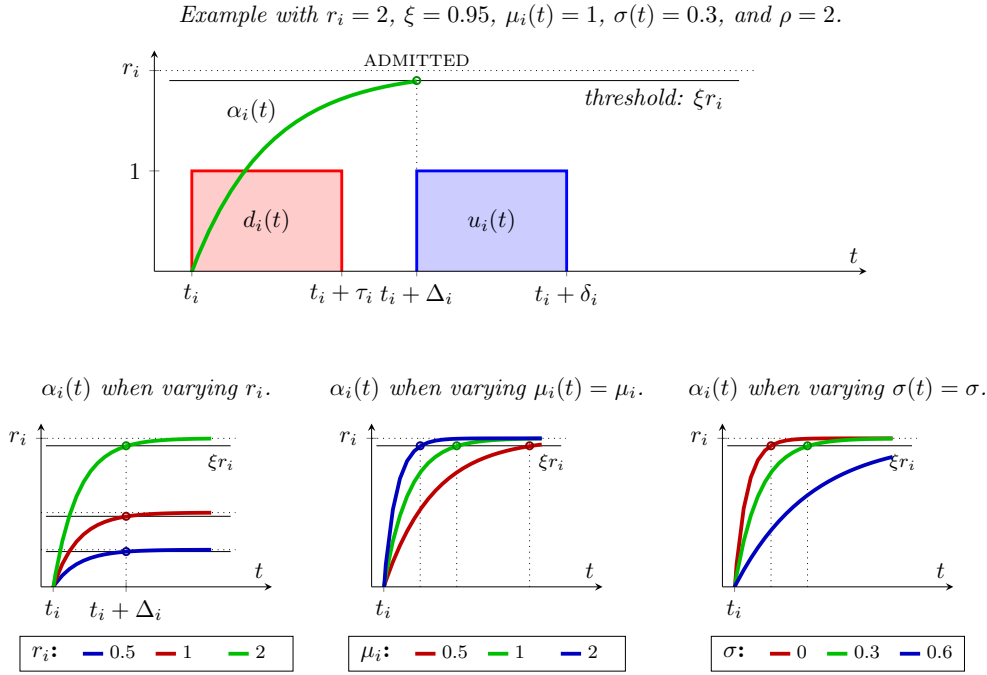 Example with r_i = 2, ξ = 0.95, μ_i(t) = 1, σ(t) = 0.3, and ρ = 2.
ADMITTED
r_i
threshold: ξr_i
α_i(t)
1
d_i(t)
u_i(t)
t
t_i
t_i + τ_i
t_i + Δ_i
t_i + δ_i
α_i(t) when varying r_i.
r_i
ξr_i
t
t_i
t_i + Δ_i
r_i: 0.5 1 2
α_i(t) when varying μ_i(t) = μ_i.
r_i
ξr_i
t
t_i
μ_i: 0.5 1 2
α_i(t) when varying σ(t) = σ.
r_i
ξr_i
t
t_i
σ: 0 0.3 0.6